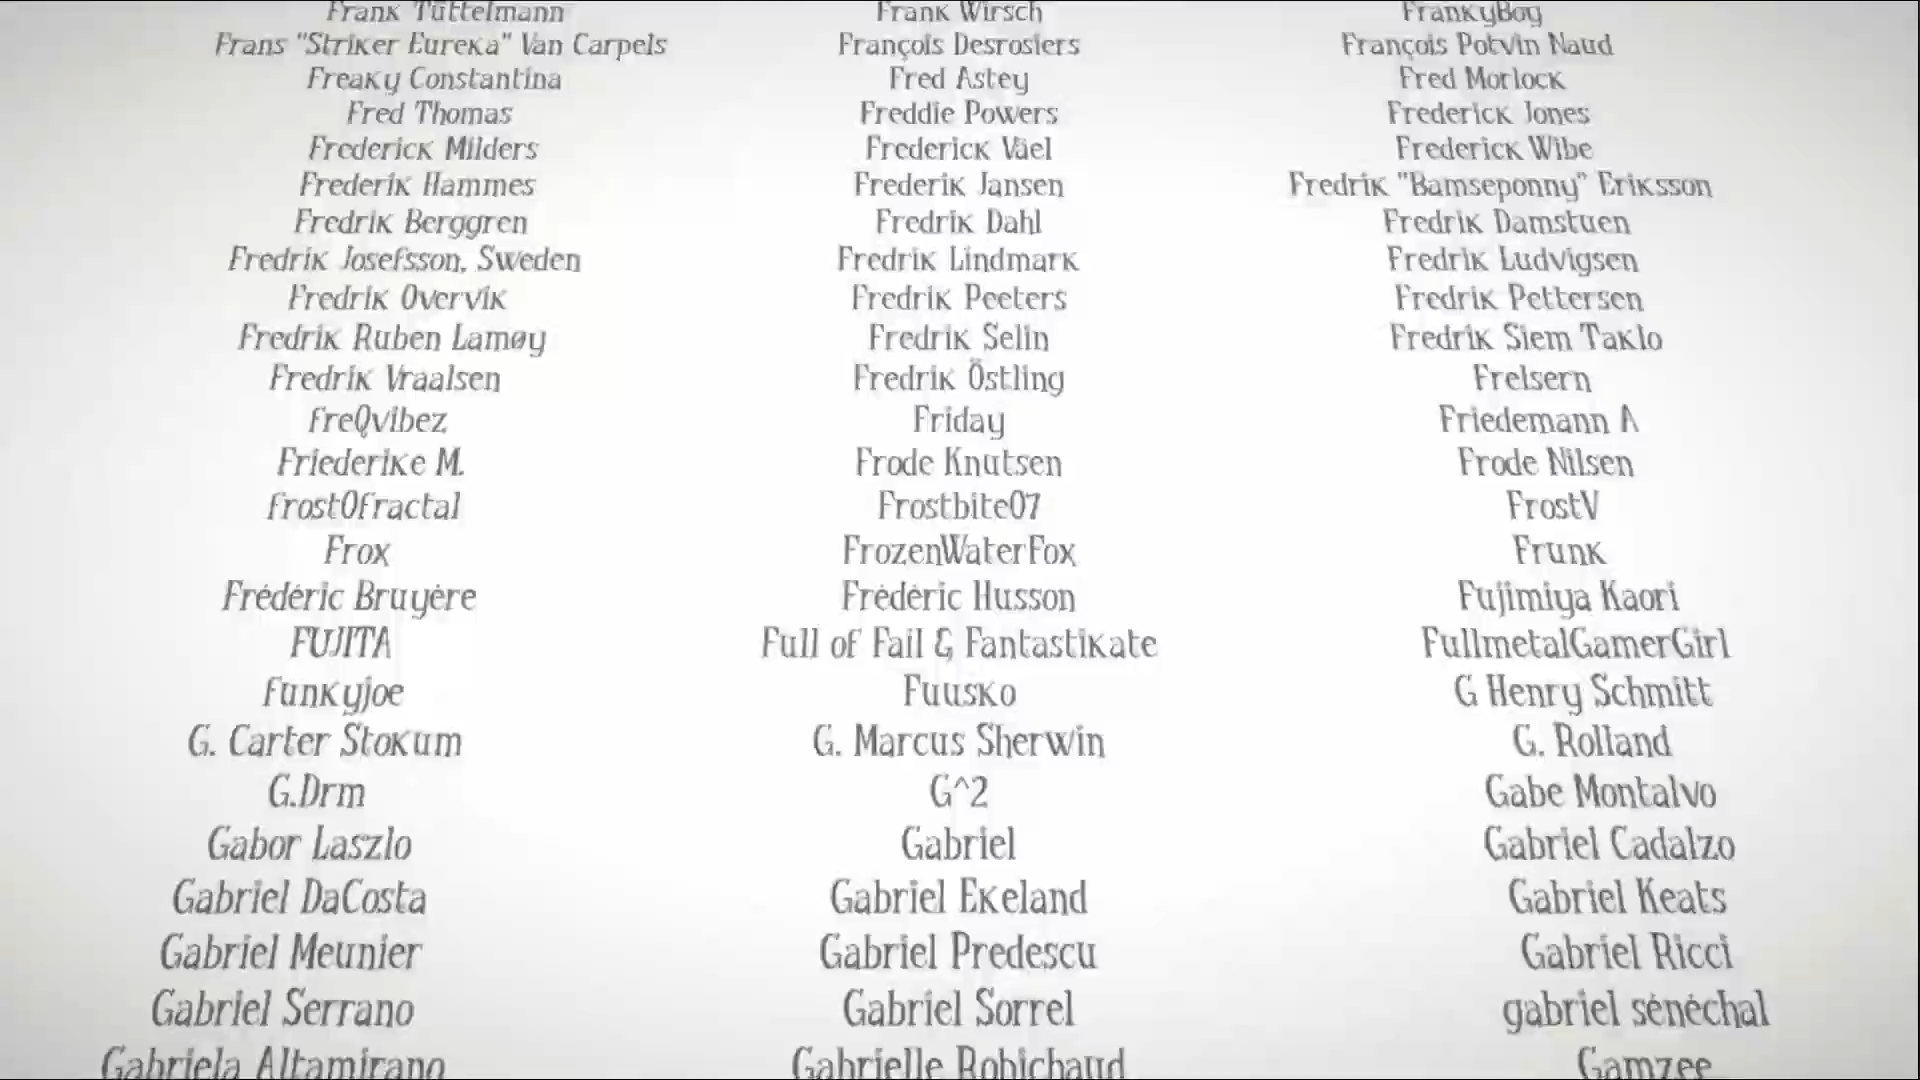 Frank Tüttelmann Frank Wirsch FrankyBoy
Frans "Striker Eureka" Van Carpels François Desrosiers François Potvin Naud
Freaky Constantina Fred Astey Fred Morlock
Fred Thomas Freddie Powers Frederick Jones
Frederick Milders Frederick Väel Frederick Wibe
Frederik Hammes Frederik Jansen Fredrik "Bamseponny" Eriksson
Fredrik Berggren Fredrik Dahl Fredrik Damstuen
Fredrik Josefsson, Sweden Fredrik Lindmark Fredrik Ludvigsen
Fredrik Overvik Fredrik Peeters Fredrik Pettersen
Fredrik Ruben Lamøy Fredrik Selin Fredrik Siem Taklo
Fredrik Vraalsen Fredrik Östling Frelsern
freQvibez Friday Friedemann A
Friederike M. Frode Knutsen Frode Nilsen
frost0fractal Frostbite07 FrostV
Frox FrozenWaterFox Frunk
Frédéric Bruyère Frédéric Husson Fujimiya Kaori
FUJITA Full of Fail & Fantastikate FullmetalGamerGirl
Funkyjoe Fuusko G Henry Schmitt
G. Carter Stokum G. Marcus Sherwin G. Rolland
G.Drm G^2 Gabe Montalvo
Gabor Laszlo Gabriel Gabriel Cadalzo
Gabriel DaCosta Gabriel Ekeland Gabriel Keats
Gabriel Meunier Gabriel Predescu Gabriel Ricci
Gabriel Serrano Gabriel Sorrel gabriel sénéchal
Gabriela Altamirano Gabrielle Robichaud Gamzee